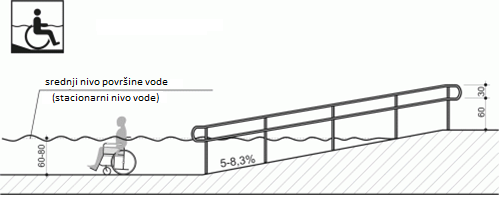 srednji nivo površine vode
(stacionarni nivo vode)
30
60
60-80
5-8.3%